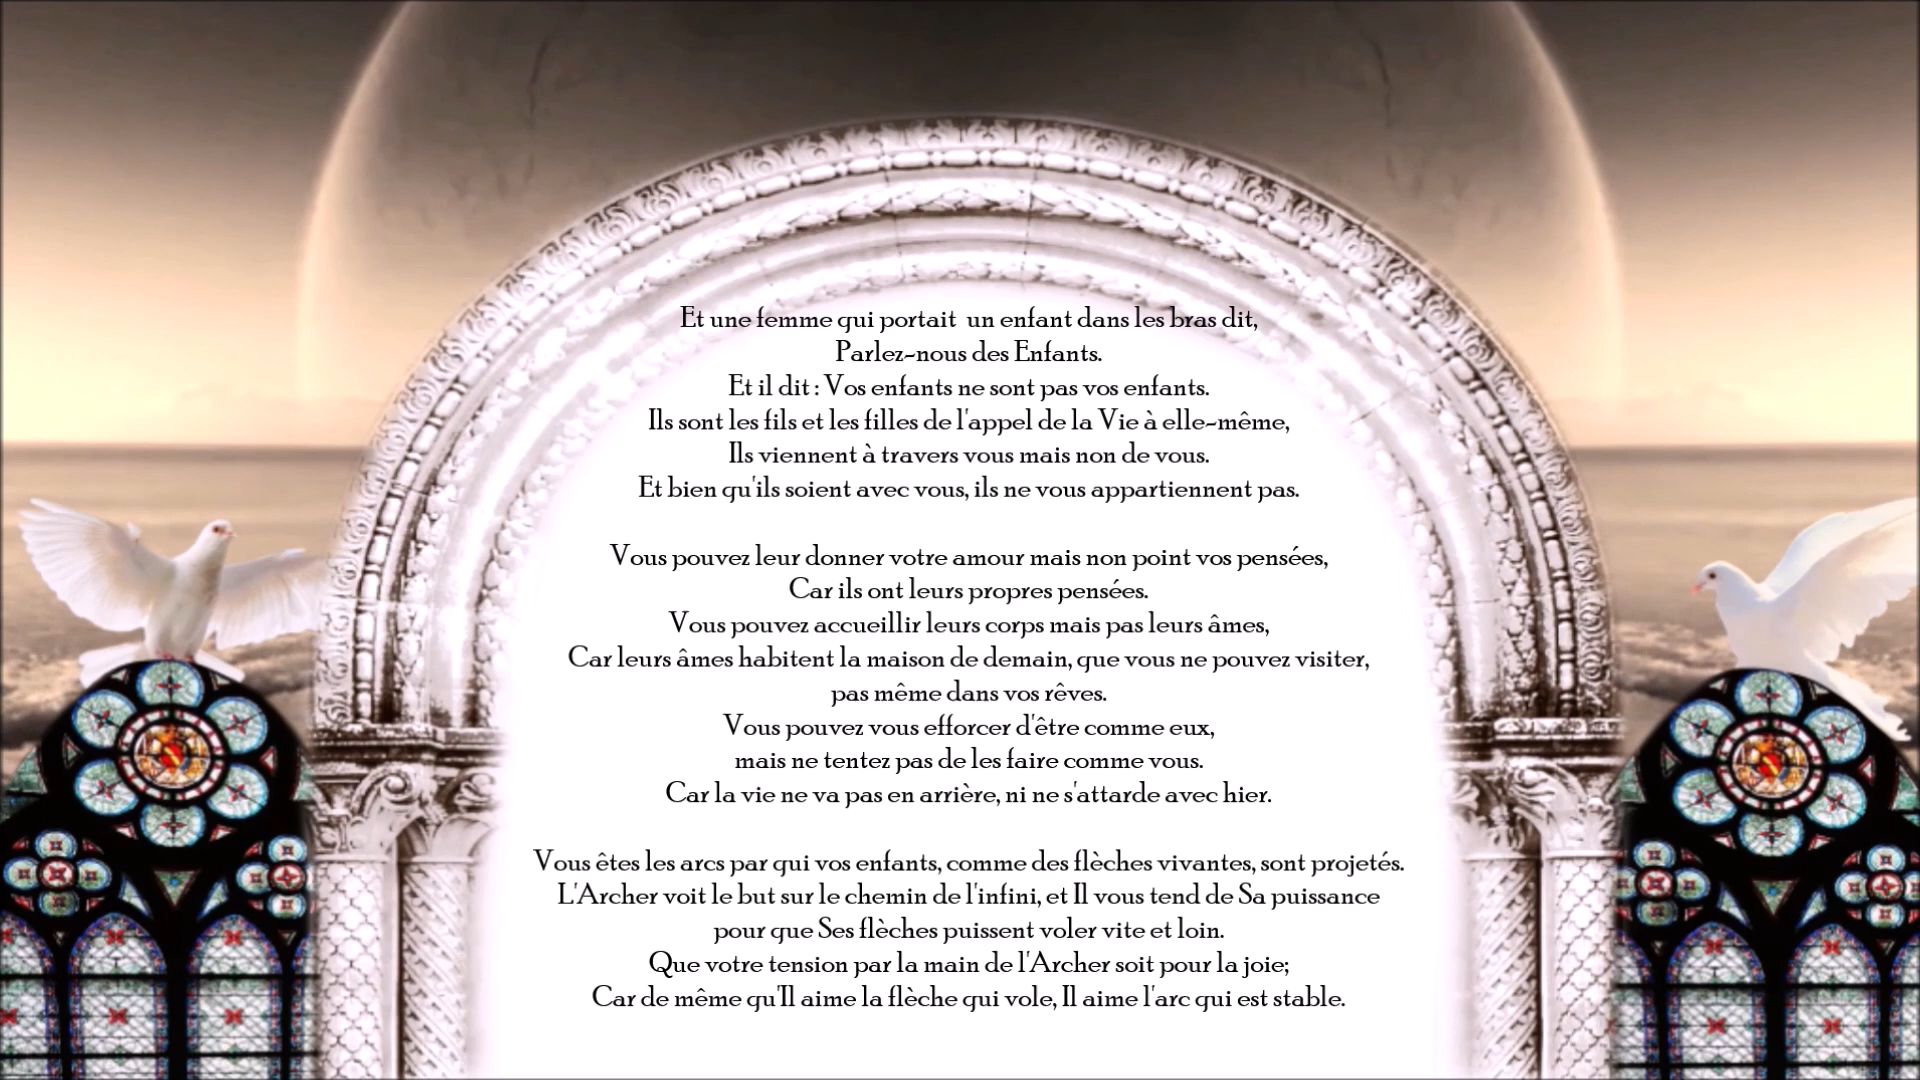 Et une femme qui portait un enfant dans les bras dit,
Parlez-nous des Enfants.
Et il dit : Vos enfants ne sont pas vos enfants.
Ils sont les fils et les filles de l'appel de la Vie à elle-même,
Ils viennent à travers vous mais non de vous.
Et bien qu'ils soient avec vous, ils ne vous appartiennent pas.
Vous pouvez leur donner votre amour mais non point vos pensées,
Car ils ont leurs propres pensées.
Vous pouvez accueillir leurs corps mais pas leurs âmes,
Car leurs âmes habitent la maison de demain, que vous ne pouvez visiter,
pas même dans vos rêves.
Vous pouvez vous efforcer d'être comme eux,
mais ne tentez pas de les faire comme vous.
Car la vie ne va pas en arrière, ni ne s'attarde avec hier.
Vous êtes les arcs par qui vos enfants, comme des flèches vivantes, sont projetés.
L'Archer voit le but sur le chemin de l'infini, et Il vous tend de Sa puissance
pour que Ses flèches puissent voler vite et loin.
Que votre tension par la main de l'Archer soit pour la joie;
Car de même qu'Il aime la flèche qui vole, Il aime l'arc qui est stable.